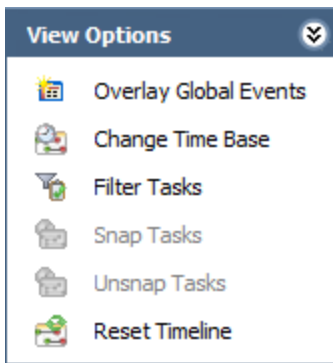 View Options
Overlay Global Events
Change Time Base
Filter Tasks
Snap Tasks
Unsnap Tasks
Reset Timeline